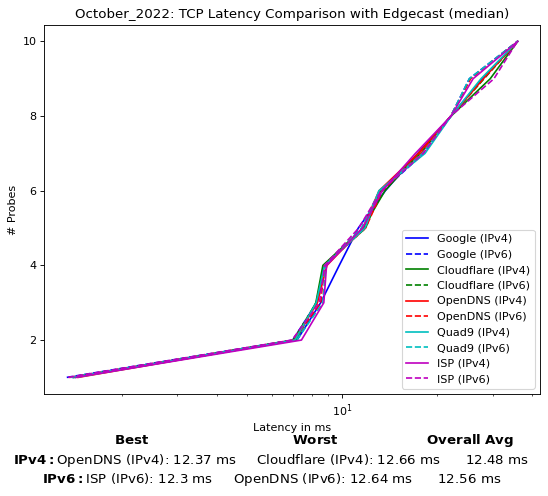 October_2022: TCP Latency Comparison with Edgecast (median)
10
8
6
4
2
# Probes
Google (IPv4)
Google (IPv6)
Cloudflare (IPv4)
Cloudflare (IPv6)
OpenDNS (IPv4)
OpenDNS (IPv6)
Quad9 (IPv4)
Quad9 (IPv6)
ISP (IPv4)
ISP (IPv6)
10^1
Latency in ms
Best Worst Overall Avg
IPv4: OpenDNS (IPv4): 12.37 ms Cloudflare (IPv4): 12.66 ms 12.48 ms
IPv6: ISP (IPv6): 12.3 ms OpenDNS (IPv6): 12.64 ms 12.56 ms